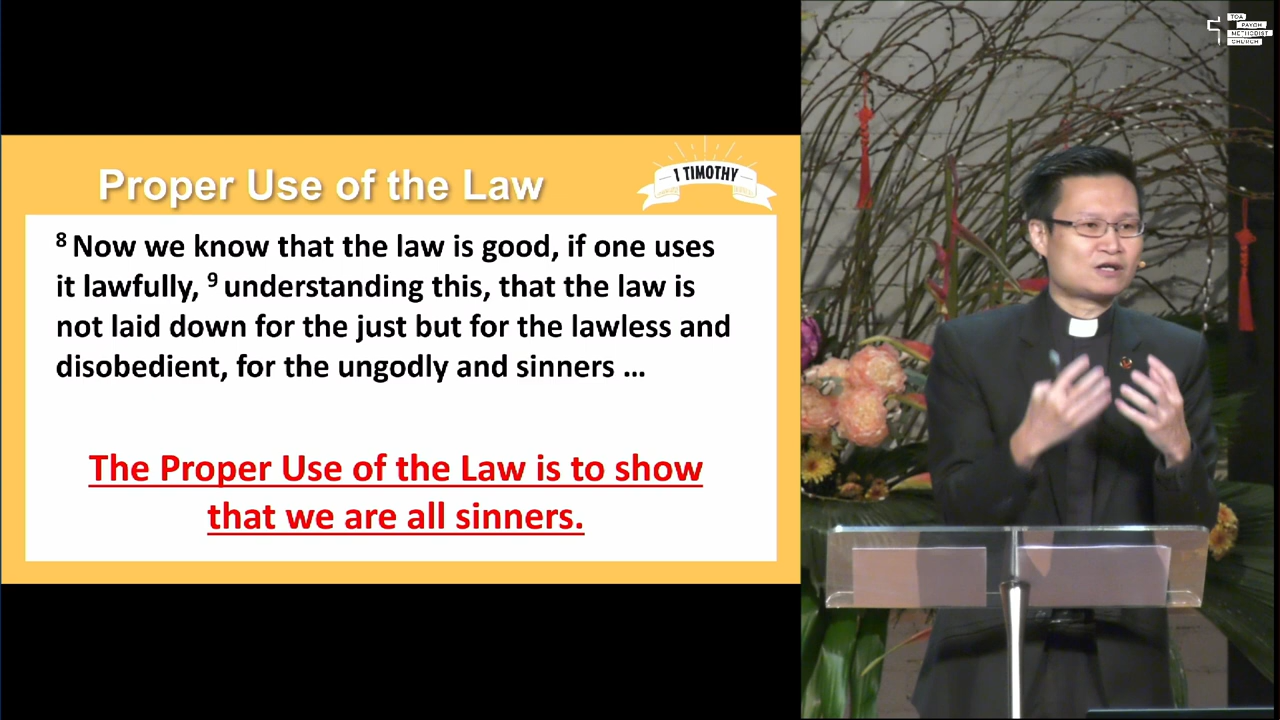 Proper Use of the Law
1 TIMOTHY
8 Now we know that the law is good, if one uses
it lawfully, 9 understanding this, that the law is
not laid down for the just but for the lawless and
disobedient, for the ungodly and sinners ...
The Proper Use of the Law is to show
that we are all sinners.
TOA
PAYOH
METHODIST
CHURCH